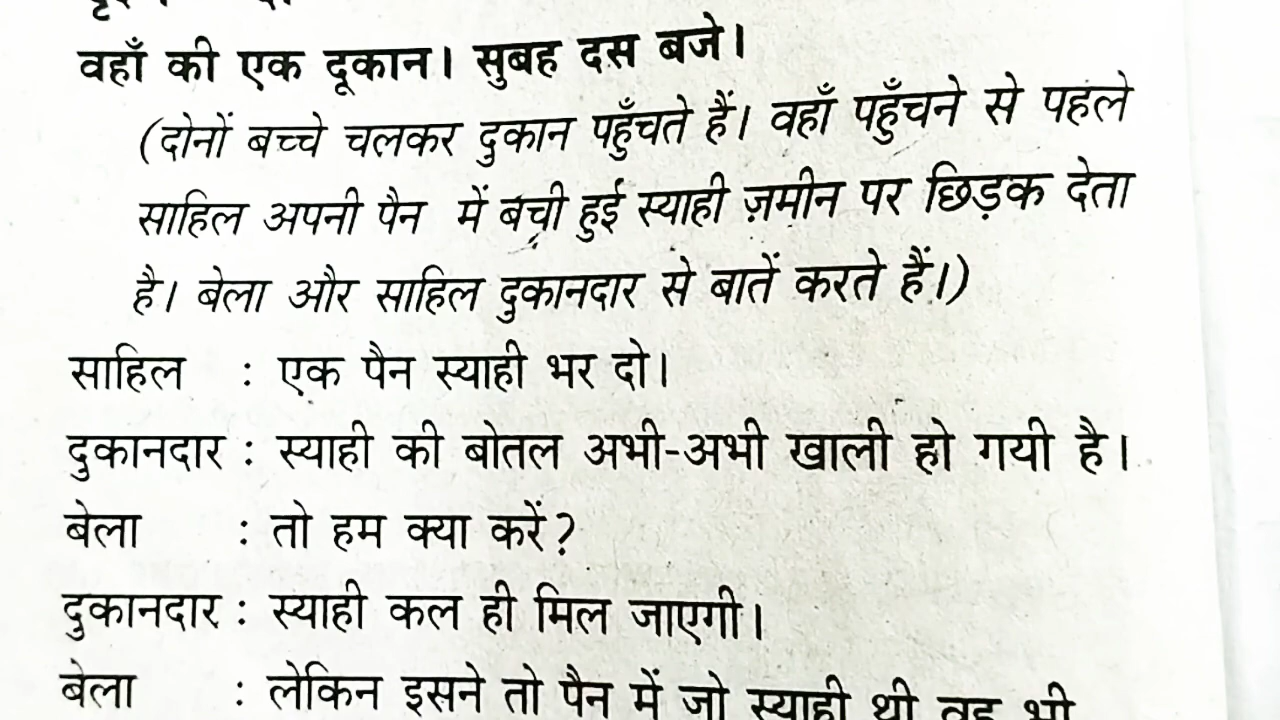 वहाँ की एक दूकान। सुबह दस बजे।
(दोनों बच्चे चलकर दुकान पहुँचते हैं। वहाँ पहुँचने से पहले
साहिल अपनी पैन में बची हुई स्याही ज़मीन पर छिड़क देता
है। बेला और साहिल दुकानदार से बातें करते हैं।)
साहिल : एक पैन स्याही भर दो।
दुकानदार : स्याही की बोतल अभी-अभी खाली हो गयी है।
बेला : तो हम क्या करें?
दुकानदार : स्याही कल ही मिल जाएगी।
बेला : लेकिन इसने तो पैन में जो स्याही थी वह भी